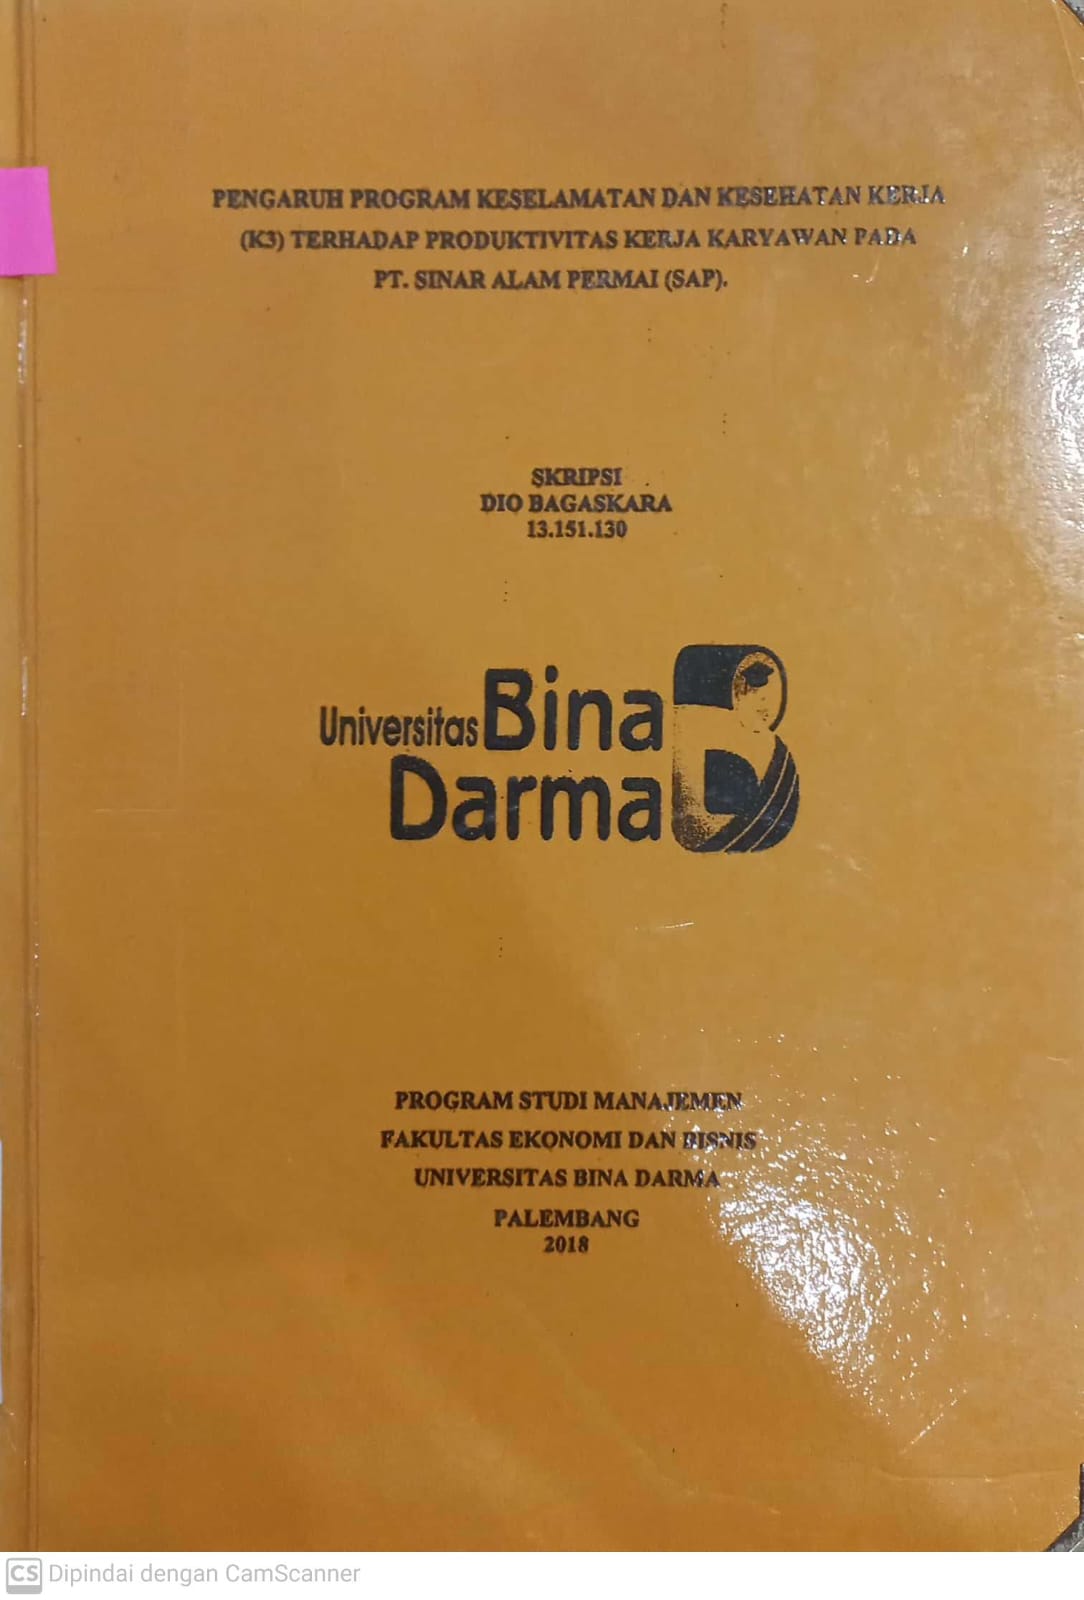 PENGARUH PROGRAM KESELAMATAN DAN KESEHATAN KERJA
(K3) TERHADAP PRODUKTIVITAS KERJA KARYAWAN PADA
PT. SINAR ALAM PERMAI (SAP).
SKRIPSI
DIO BAGASKARA
13.151.130
Universitas Bina
Darma
PROGRAM STUDI MANAJEMEN
FAKULTAS EKONOMI DAN BISNIS
UNIVERSITAS BINA DARMA
PALEMBANG
2018
CS Dipindai dengan CamScanner